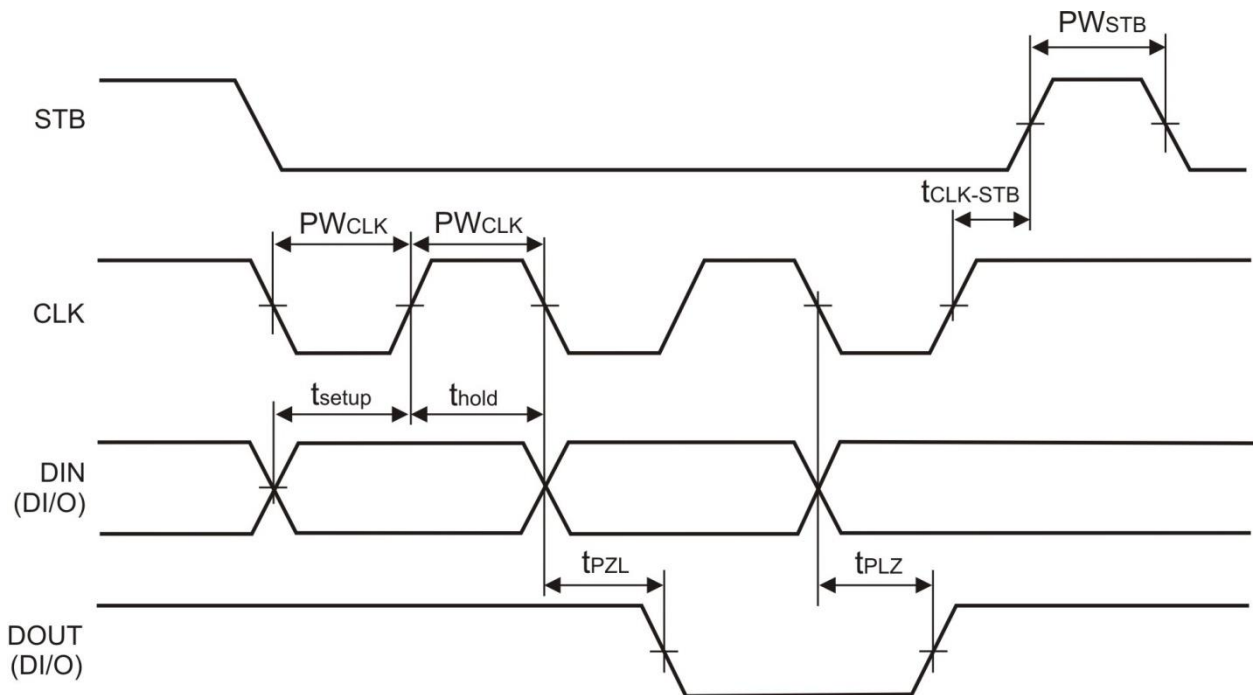 PWSTB
STB
tCLK-STB
PWCLK PWCLK
CLK
tsetup thold
DIN
(DI/O)
tPZL tPLZ
DOUT
(DI/O)